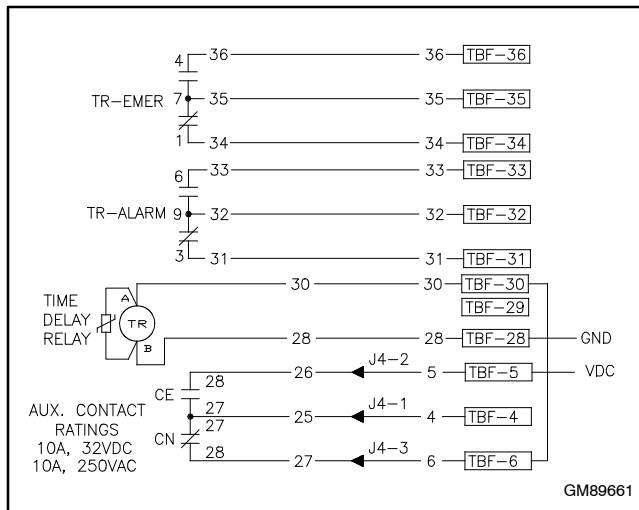 4 36 36 TBF-36
TR-EMER 7 35 35 TBF-35
1 34 34 TBF-34
6 33 33 TBF-33
TR-ALARM 9 32 32 TBF-32
3 31 31 TBF-31
30 30 TBF-30
TIME DELAY RELAY
A
TR
B
TBF-29
28 28 TBF-28 GND
26 J4-2 5 TBF-5 VDC
CE 28
27 25 J4-1 4 TBF-4
CN 27
28 27 J4-3 6 TBF-6
AUX. CONTACT
RATINGS
10A, 32VDC
10A, 250VAC
GM89661